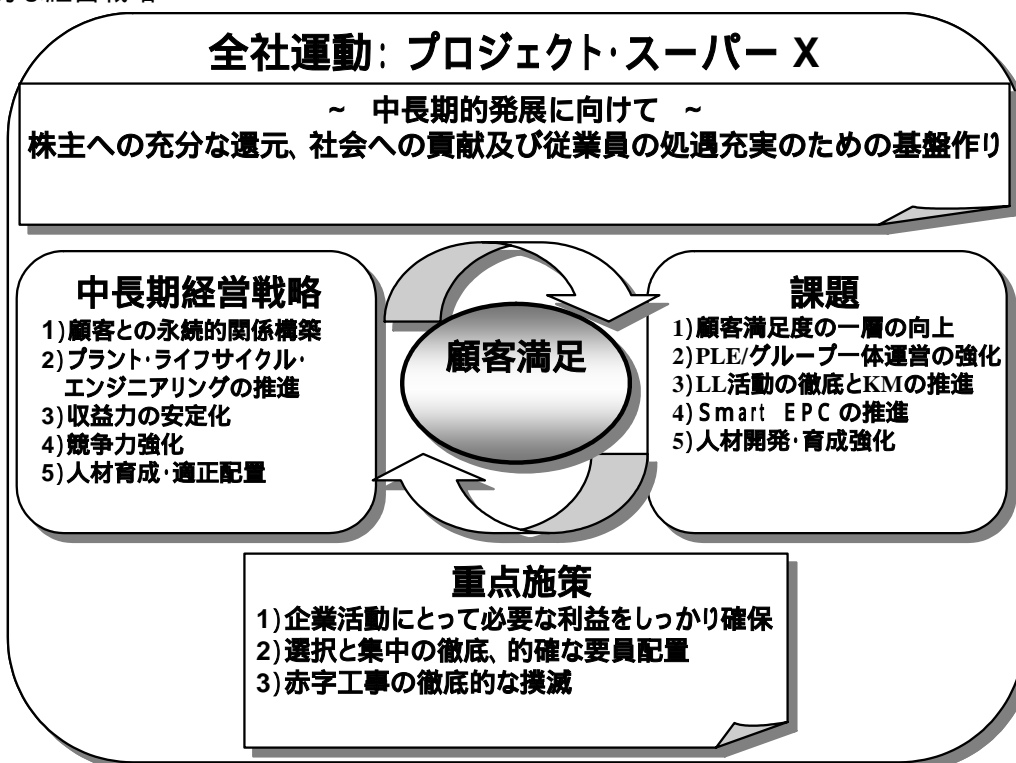 全社運動: プロジェクト・スーパー X
~ 中長期的発展に向けて ~
株主への充分な還元、社会への貢献及び従業員の処遇充実のための基盤作り
中長期経営戦略
1)顧客との永続的関係構築
2)プラント・ライフサイクル・
エンジニアリングの推進
3)収益力の安定化
4)競争力強化
5)人材育成・適正配置
顧客満足
課題
1)顧客満足度の一層の向上
2)PLE/グループ一体運営の強化
3)LL活動の徹底とKMの推進
4)Smart EPC の推進
5)人材開発・育成強化
重点施策
1)企業活動にとって必要な利益をしっかり確保
2)選択と集中の徹底、的確な要員配置
3)赤字工事の徹底的な撲滅